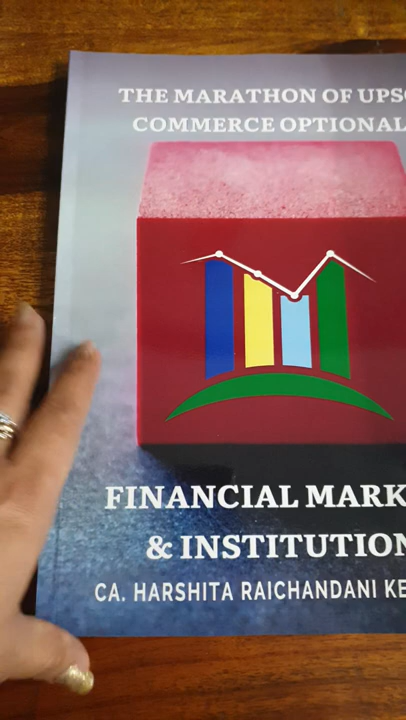 THE MARATHON OF UPSC
COMMERCE OPTIONAL
FINANCIAL MARK
& INSTITUTION
CA. HARSHITA RAICHANDANI KE